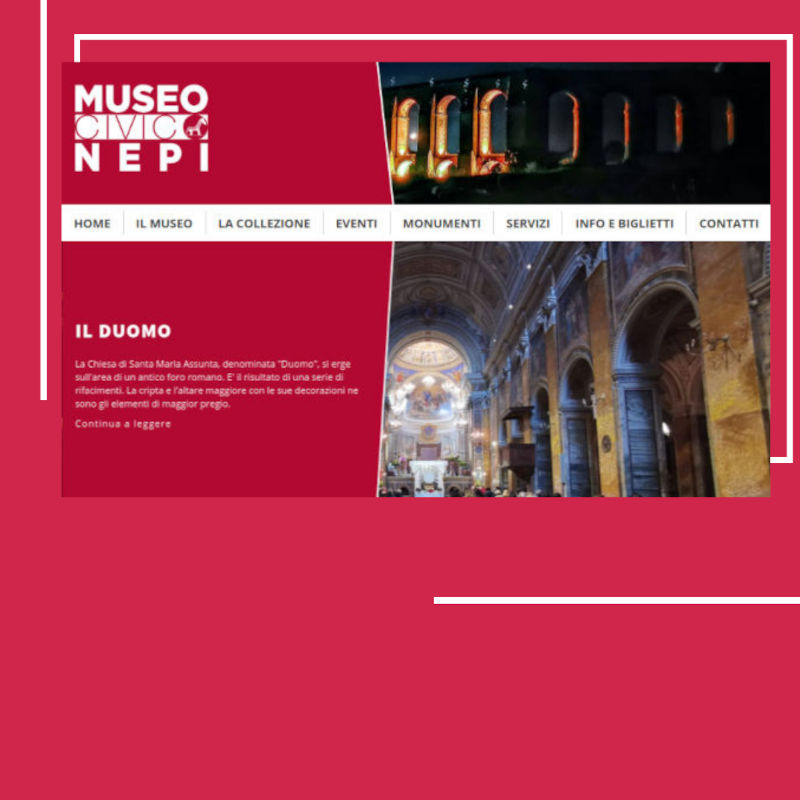 MUSEO
CIVICO
NEPI
HOME IL MUSEO LA COLLEZIONE EVENTI MONUMENTI SERVIZI INFO E BIGLIETTI CONTATTI
IL DUOMO
La Chiesa di Santa Maria Assunta, denominata "Duomo", si erge
sull'area di un antico foro romano. E' il risultato di una serie di
rifacimenti. La cripta e l'altare maggiore con le sue decorazioni ne
sono gli elementi di maggior pregio.
Continua a leggere